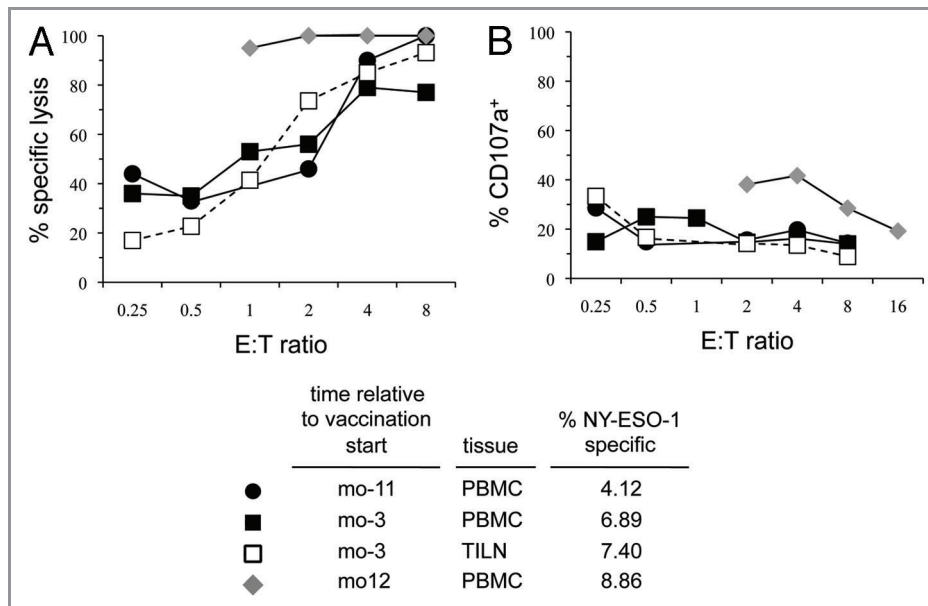 A
B
% specific lysis
100
80
60
40
20
0
0.25 0.5 1 2 4 8
E:T ratio
% CD107a+
100
80
60
40
20
0
0.25 0.5 1 2 4 8 16
E:T ratio
time relative
to vaccination
start
tissue
% NY-ESO-1
specific
mo-11 PBMC 4.12
mo-3 PBMC 6.89
mo-3 TILN 7.40
mo12 PBMC 8.86